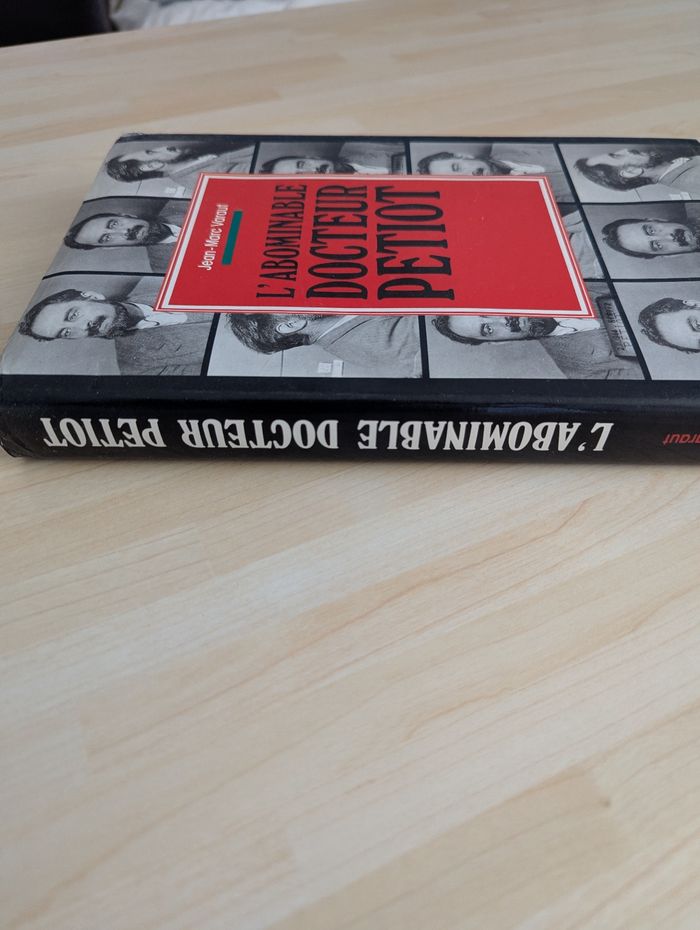 Jean-Marc Varaut
L'ABOMINABLE
DOCTEUR
PETIOT
L'ABOMINABLE DOCTEUR PETIOT